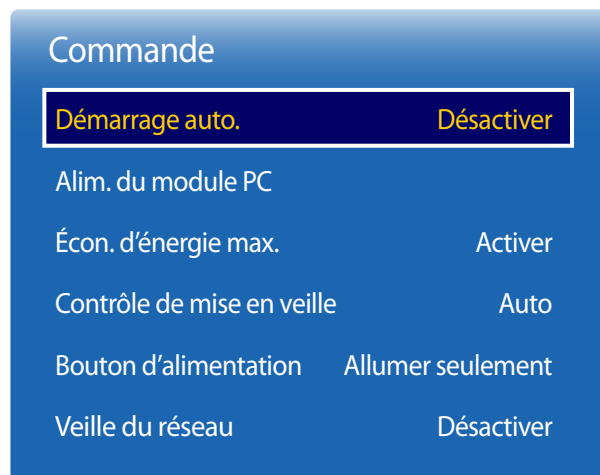 Commande
Démarrage auto. Désactiver
Alim. du module PC
Écon. d’énergie max. Activer
Contrôle de mise en veille Auto
Bouton d’alimentation Allumer seulement
Veille du réseau Désactiver